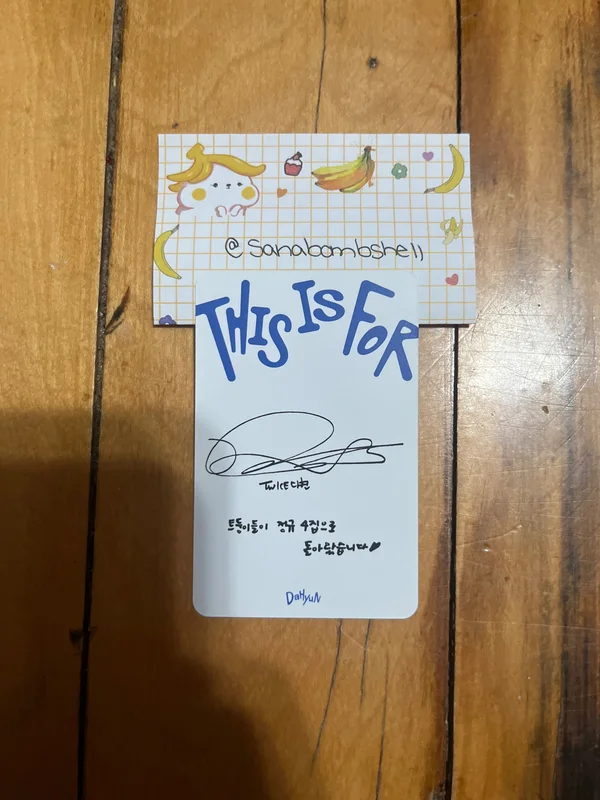 @sanabombshell
THIS IS FOR
TWICE 다현
트둥이들이 정규 4집으로
돌아왔습니다
DaHyuN